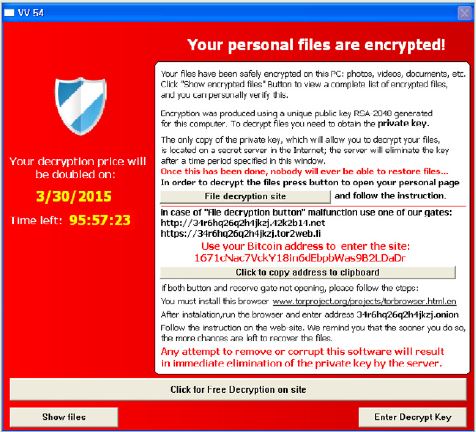 VV 54
Your personal files are encrypted!
Your files have been safely encrypted on this PC: photos, videos, documents, etc.
Click "Show encrypted files" Button to view a complete list of encrypted files,
and you can personally verify this.
Encryption was produced using a unique public key RSA-2048 generated
for this computer. To decrypt files you need to obtain the private key.
The only copy of the private key, which will allow you to decrypt your files,
is located on a secret server in the Internet; the server will eliminate the key
after a time period specified in this window.
Once this has been done, nobody will ever be able to restore files...
In order to decrypt the files press button to open your personal page
File decryption site and follow the instruction.
In case of "File decryption button" malfunction use one of our gates:
http://34r6hq26q2h4jkzj.42k2b14.net
https://34r6hq26q2h4jkzj.tor2web.fi
Use your Bitcoin address to enter the site:
Click to copy address to clipboard
if both button and reserve gate not opening, please follow the steps:
You must install this browser www.torproject.org/projects/torbrowser.html.en
After instalation,run the browser and enter address 34r6hq26q2h4jkzj.onion
Follow the instruction on the web-site. We remind you that the sooner you do so,
the more chances are left to recover the files.
Any attempt to remove or corrupt this software will result
in immediate elimination of the private key by the server.
Your decryption price will
be doubled on:
3/30/2015
Time left: 95:57:23
Click for Free Decryption on site
Show files
Enter Decrypt Key